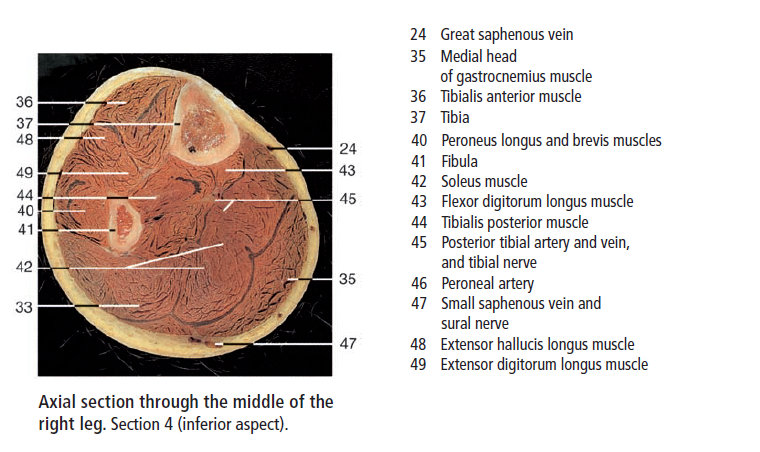 36
37
48
49
44
40
41
42
33
24
43
45
35
47
Axial section through the middle of the
right leg. Section 4 (inferior aspect).
24 Great saphenous vein
35 Medial head
of gastrocnemius muscle
36 Tibialis anterior muscle
37 Tibia
40 Peroneus longus and brevis muscles
41 Fibula
42 Soleus muscle
43 Flexor digitorum longus muscle
44 Tibialis posterior muscle
45 Posterior tibial artery and vein,
and tibial nerve
46 Peroneal artery
47 Small saphenous vein and
sural nerve
48 Extensor hallucis longus muscle
49 Extensor digitorum longus muscle